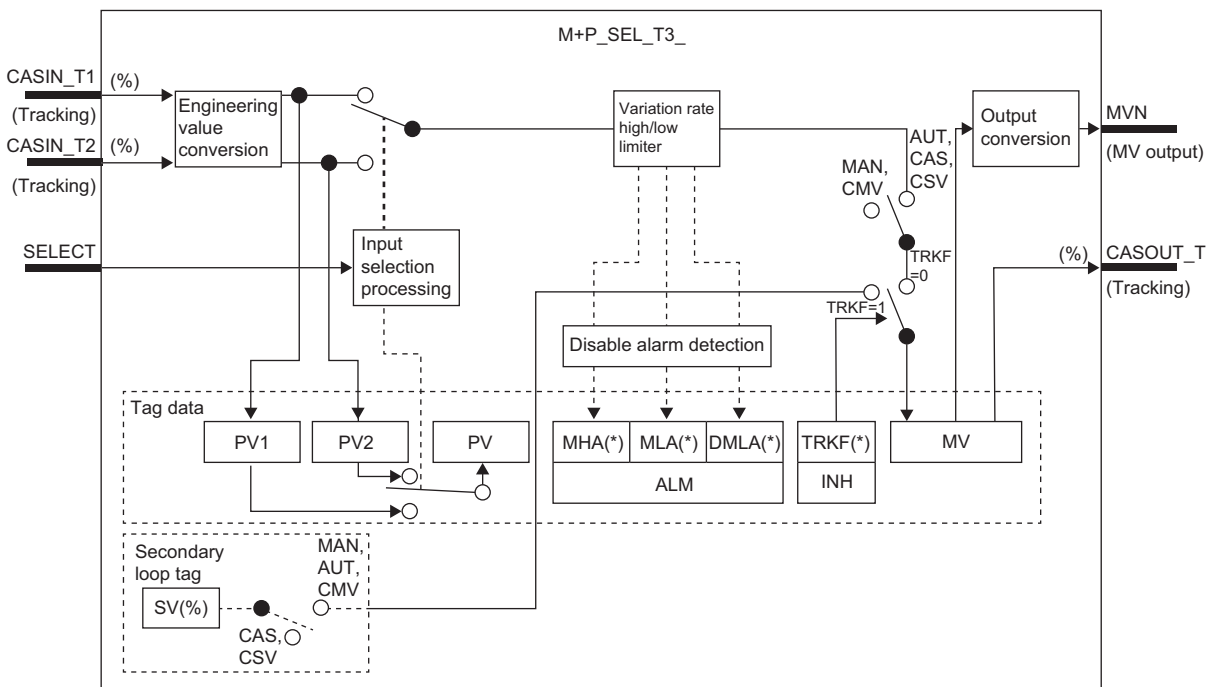 M+P_SEL_T3_
CASIN_T1
(%)
(Tracking)
CASIN_T2
(%)
(Tracking)
Engineering
value
conversion
Variation rate
high/low
limiter
Output
conversion
MVN
(MV output)
AUT,
CAS,
CSV
MAN,
CMV
SELECT
Input
selection
processing
TRKF
=0
(%)
CASOUT_T
(Tracking)
TRKF=1
Disable alarm detection
Tag data
PV1
PV2
PV
MHA(*)
MLA(*)
DMLA(*)
ALM
TRKF(*)
INH
MV
Secondary
loop tag
MAN,
AUT,
CMV
SV(%)
CAS,
CSV